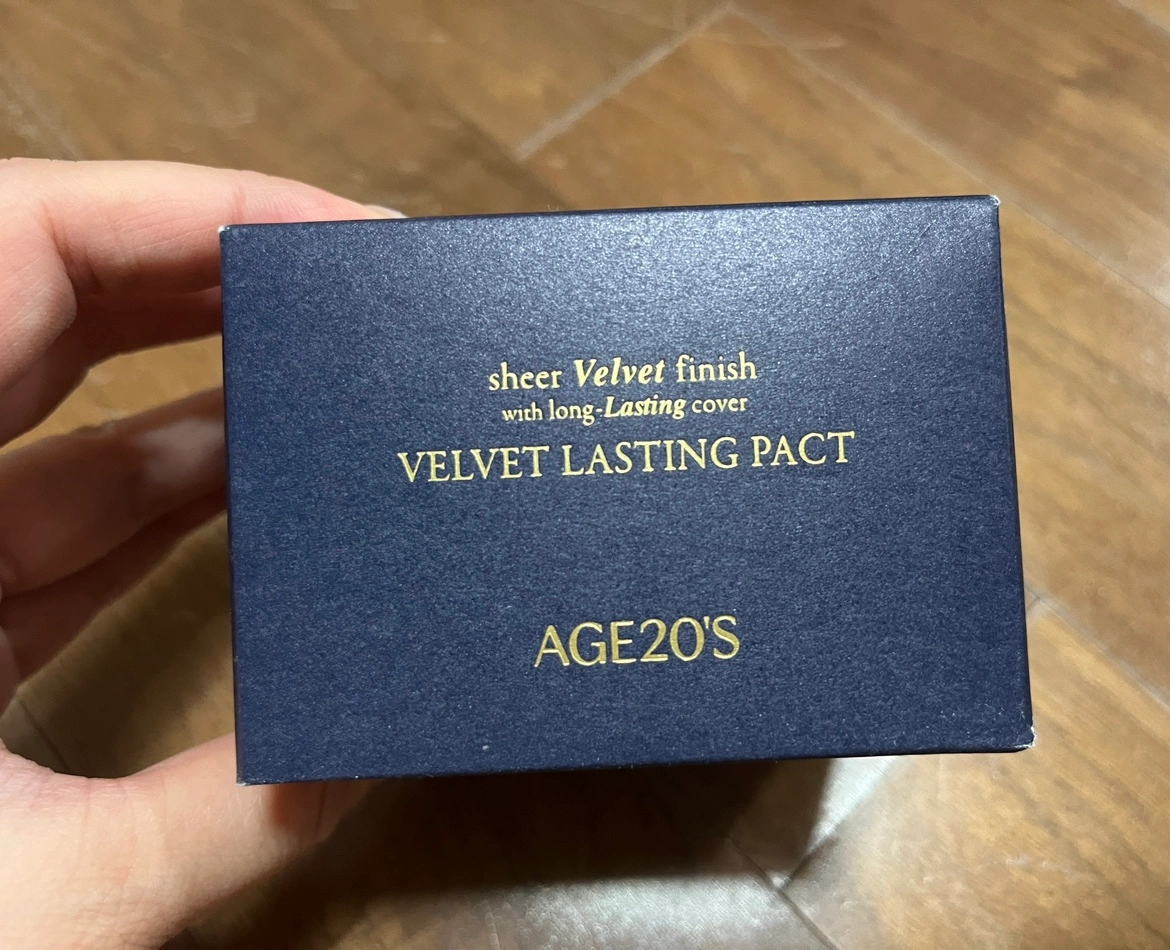 sheer Velvet finish
with long-Lasting cover
VELVET LASTING PACT
AGE20'S